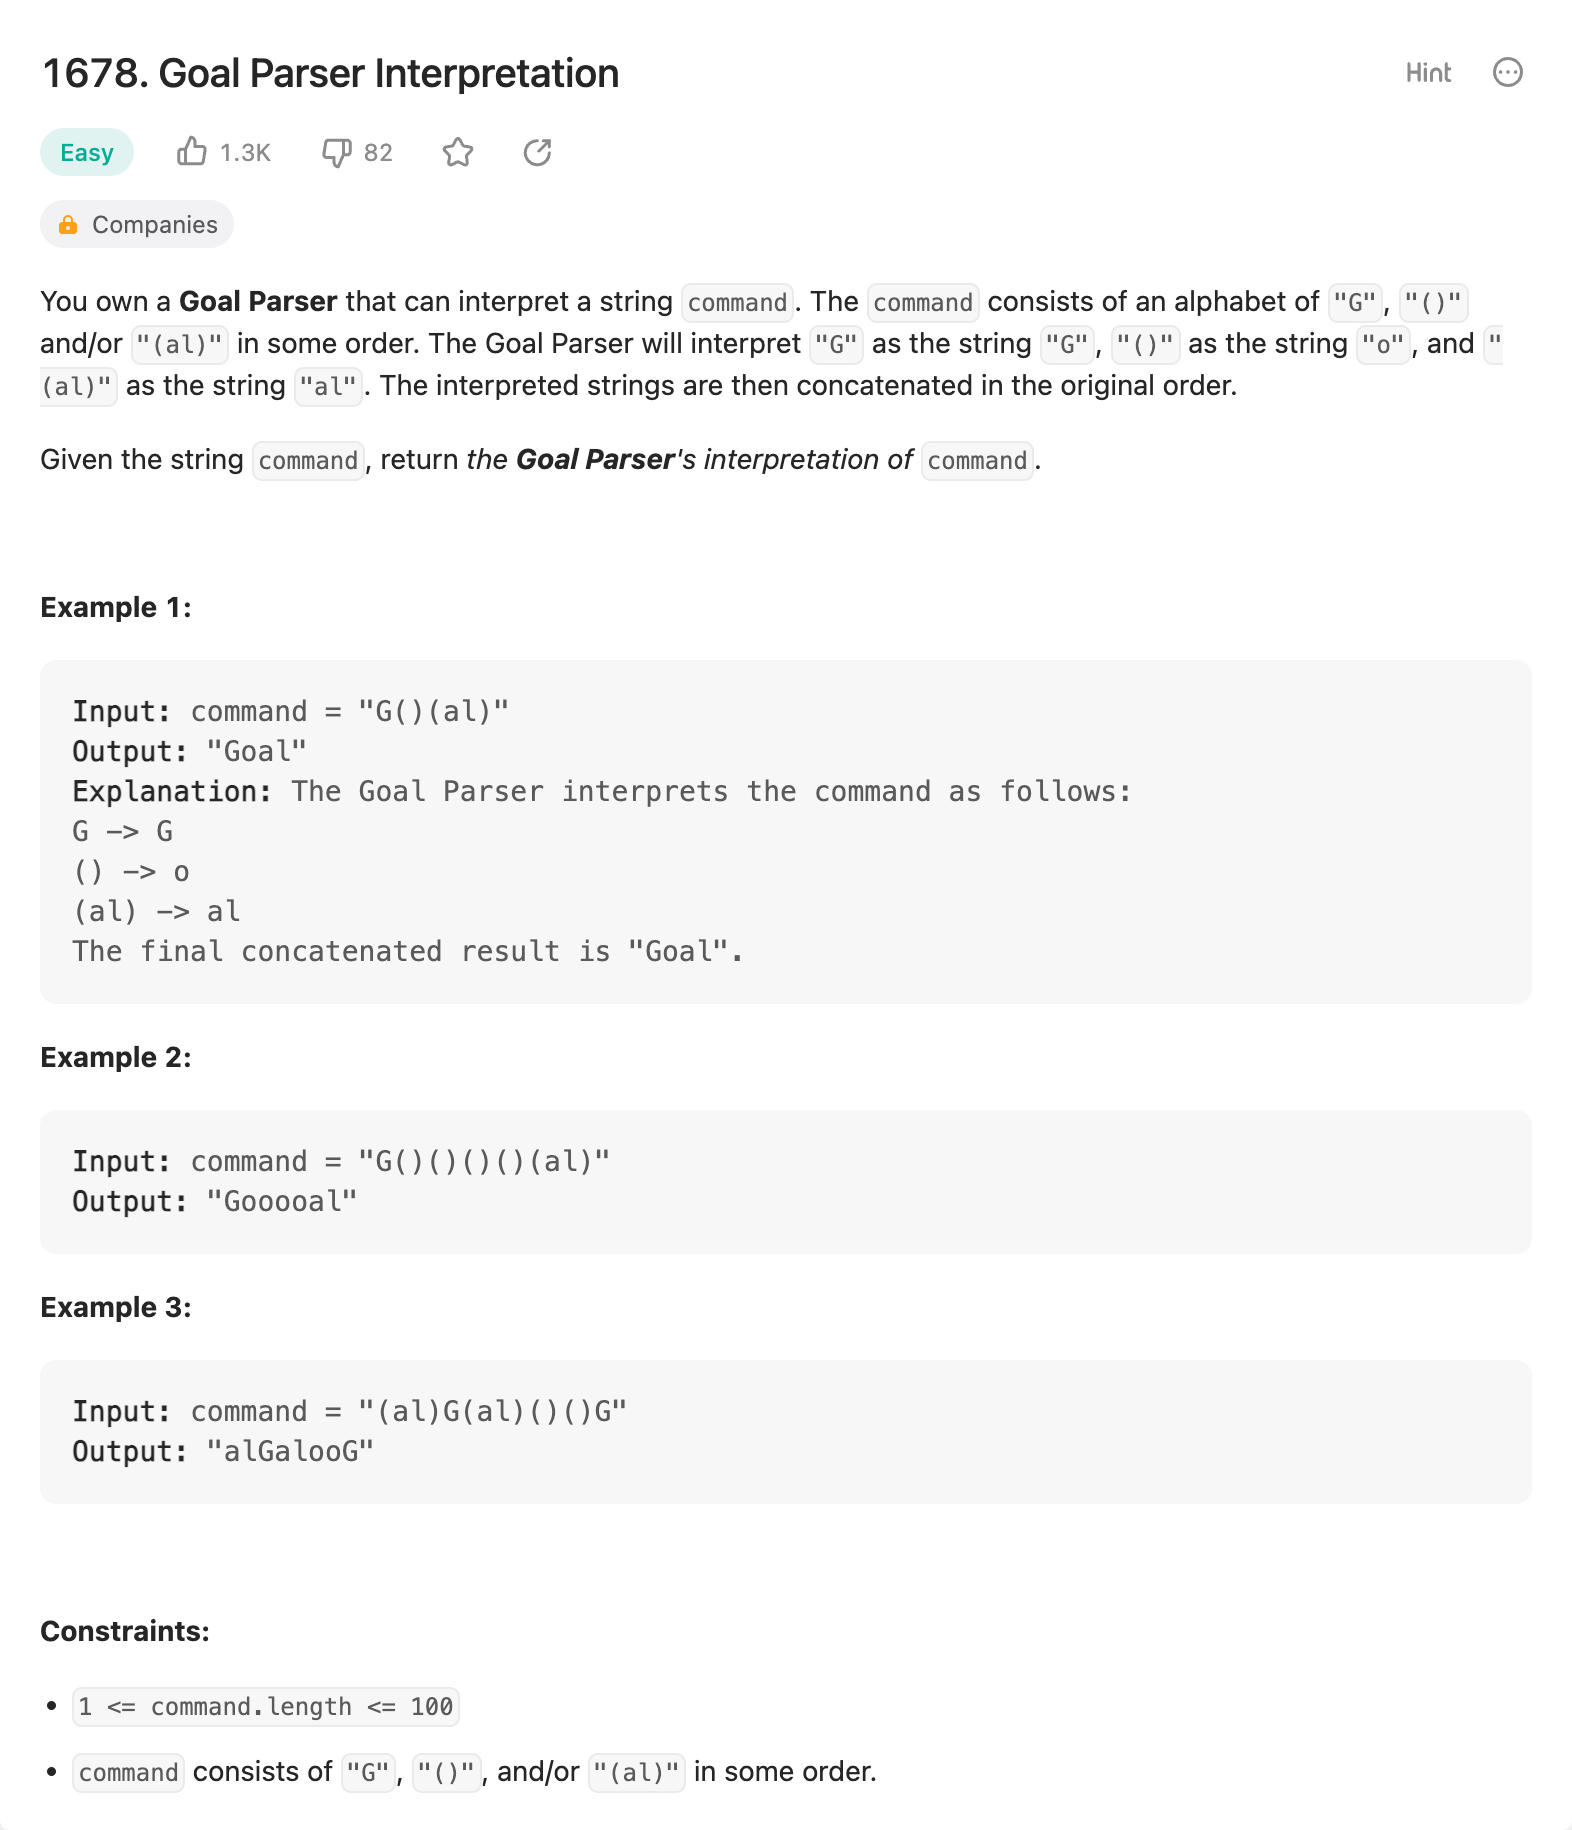 1678. Goal Parser Interpretation
Hint
Easy
1.3K
82
Companies
You own a Goal Parser that can interpret a string command. The command consists of an alphabet of "G", "()"
and/or "(al)" in some order. The Goal Parser will interpret "G" as the string "G", "()" as the string "o", and "
(al)" as the string "al". The interpreted strings are then concatenated in the original order.
Given the string command, return the Goal Parser's interpretation of command.
Example 1:
Input: command = "G()(al)"
Output: "Goal"
Explanation: The Goal Parser interprets the command as follows:
G -> G
() -> o
(al) -> al
The final concatenated result is "Goal".
Example 2:
Input: command = "G()()()()(al)"
Output: "Gooooal"
Example 3:
Input: command = "(al)G(al)()()G"
Output: "alGalooG"
Constraints:
• 1 <= command.length <= 100
• command consists of "G", "()", and/or "(al)" in some order.